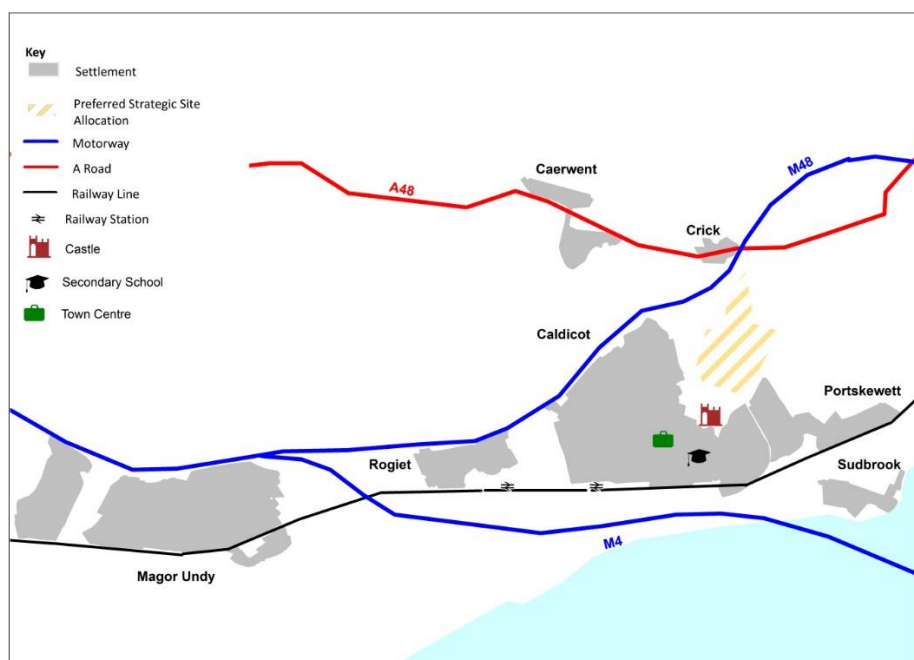 Key
Settlement
Preferred Strategic Site
Allocation
Motorway
A Road
Railway Line
Railway Station
Castle
Secondary School
Town Centre
A48
Caerwent
M48
Crick
Caldicot
Portskewett
Rogiet
Sudbrook
M4
Magor Undy